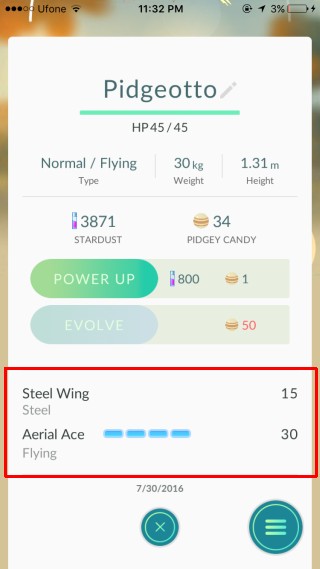 Ufone 11:32 PM 3%
Pidgeotto
HP 45 / 45
Normal / Flying 30 kg 1.31 m
Type Weight Height
3871 34
STARDUST PIDGEY CANDY
POWER UP 800 1
EVOLVE 50
Steel Wing 15
Steel
Aerial Ace 30
Flying
7/30/2016